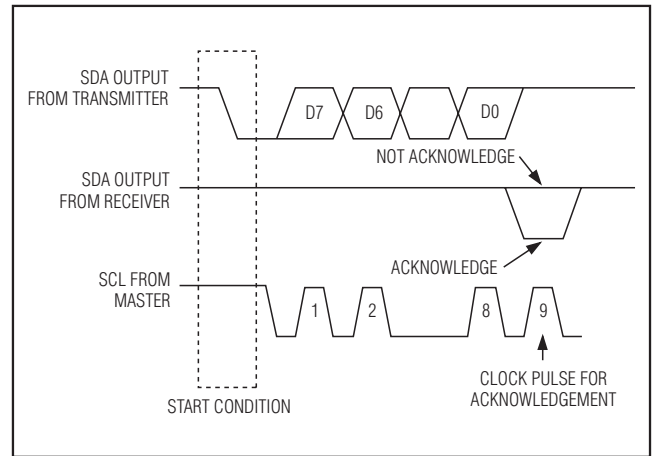 SDA OUTPUT
FROM TRANSMITTER
D7
D6
D0
NOT ACKNOWLEDGE
SDA OUTPUT
FROM RECEIVER
ACKNOWLEDGE
SCL FROM
MASTER
1
2
8
9
START CONDITION
CLOCK PULSE FOR
ACKNOWLEDGEMENT